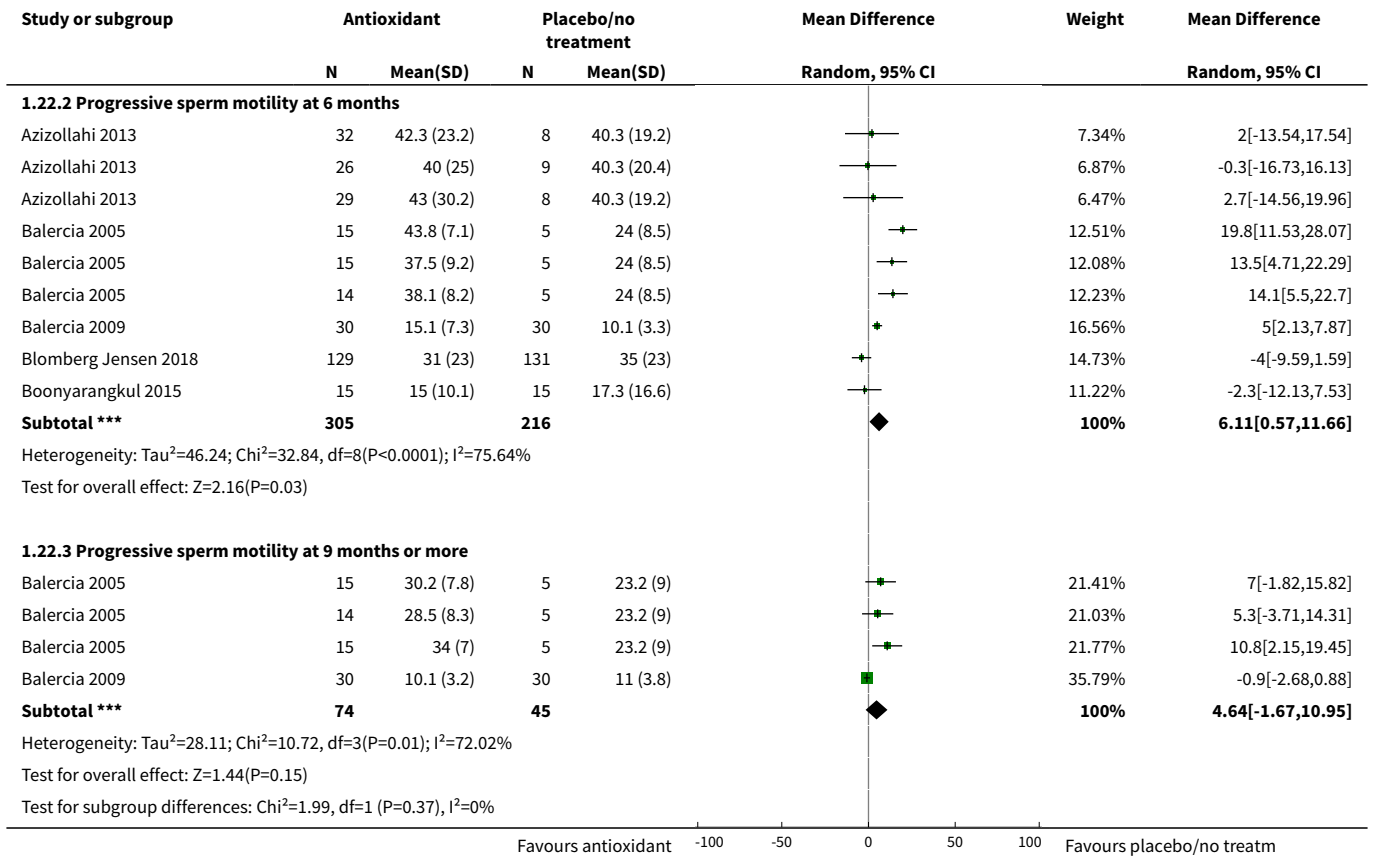 Study or subgroup Antioxidant Placebo/no treatment Mean Difference Weight Mean Difference
N Mean(SD) N Mean(SD) Random, 95% CI Random, 95% CI
1.22.2 Progressive sperm motility at 6 months
Azizollahi 2013 32 42.3 (23.2) 8 40.3 (19.2) 7.34% 2[-13.54,17.54]
Azizollahi 2013 26 40 (25) 9 40.3 (20.4) 6.87% -0.3[-16.73,16.13]
Azizollahi 2013 29 43 (30.2) 8 40.3 (19.2) 6.47% 2.7[-14.56,19.96]
Balercia 2005 15 43.8 (7.1) 5 24 (8.5) 12.51% 19.8[11.53,28.07]
Balercia 2005 15 37.5 (9.2) 5 24 (8.5) 12.08% 13.5[4.71,22.29]
Balercia 2005 14 38.1 (8.2) 5 24 (8.5) 12.23% 14.1[5.5,22.7]
Balercia 2009 30 15.1 (7.3) 30 10.1 (3.3) 16.56% 5[2.13,7.87]
Blomberg Jensen 2018 129 31 (23) 131 35 (23) 14.73% -4[-9.59,1.59]
Boonyarangkul 2015 15 15 (10.1) 15 17.3 (16.6) 11.22% -2.3[-12.13,7.53]
Subtotal *** 305 216 100% 6.11[0.57,11.66]
Heterogeneity: Tau²=46.24; Chi²=32.84, df=8(P<0.0001); I²=75.64%
Test for overall effect: Z=2.16(P=0.03)
1.22.3 Progressive sperm motility at 9 months or more
Balercia 2005 15 30.2 (7.8) 5 23.2 (9) 21.41% 7[-1.82,15.82]
Balercia 2005 14 28.5 (8.3) 5 23.2 (9) 21.03% 5.3[-3.71,14.31]
Balercia 2005 15 34 (7) 5 23.2 (9) 21.77% 10.8[2.15,19.45]
Balercia 2009 30 10.1 (3.2) 30 11 (3.8) 35.79% -0.9[-2.68,0.88]
Subtotal *** 74 45 100% 4.64[-1.67,10.95]
Heterogeneity: Tau²=28.11; Chi²=10.72, df=3(P=0.01); I²=72.02%
Test for overall effect: Z=1.44(P=0.15)
Test for subgroup differences: Chi²=1.99, df=1 (P=0.37), I²=0%
Favours antioxidant -100 -50 0 50 100 Favours placebo/no treatm